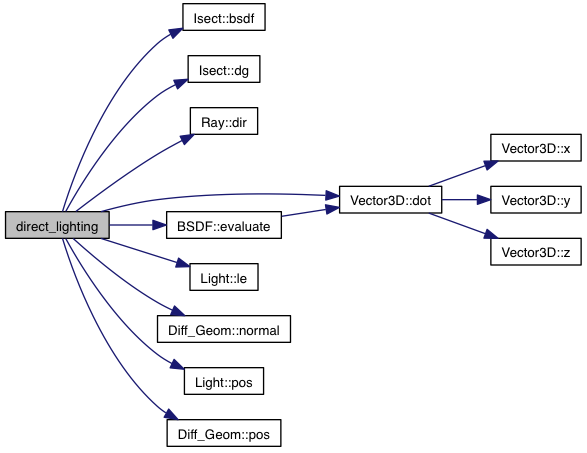 Isect::bsdf
Isect::dg
Ray::dir
Vector3D::x
Vector3D::dot
Vector3D::y
direct_lighting
BSDF::evaluate
Vector3D::z
Light::le
Diff_Geom::normal
Light::pos
Diff_Geom::pos